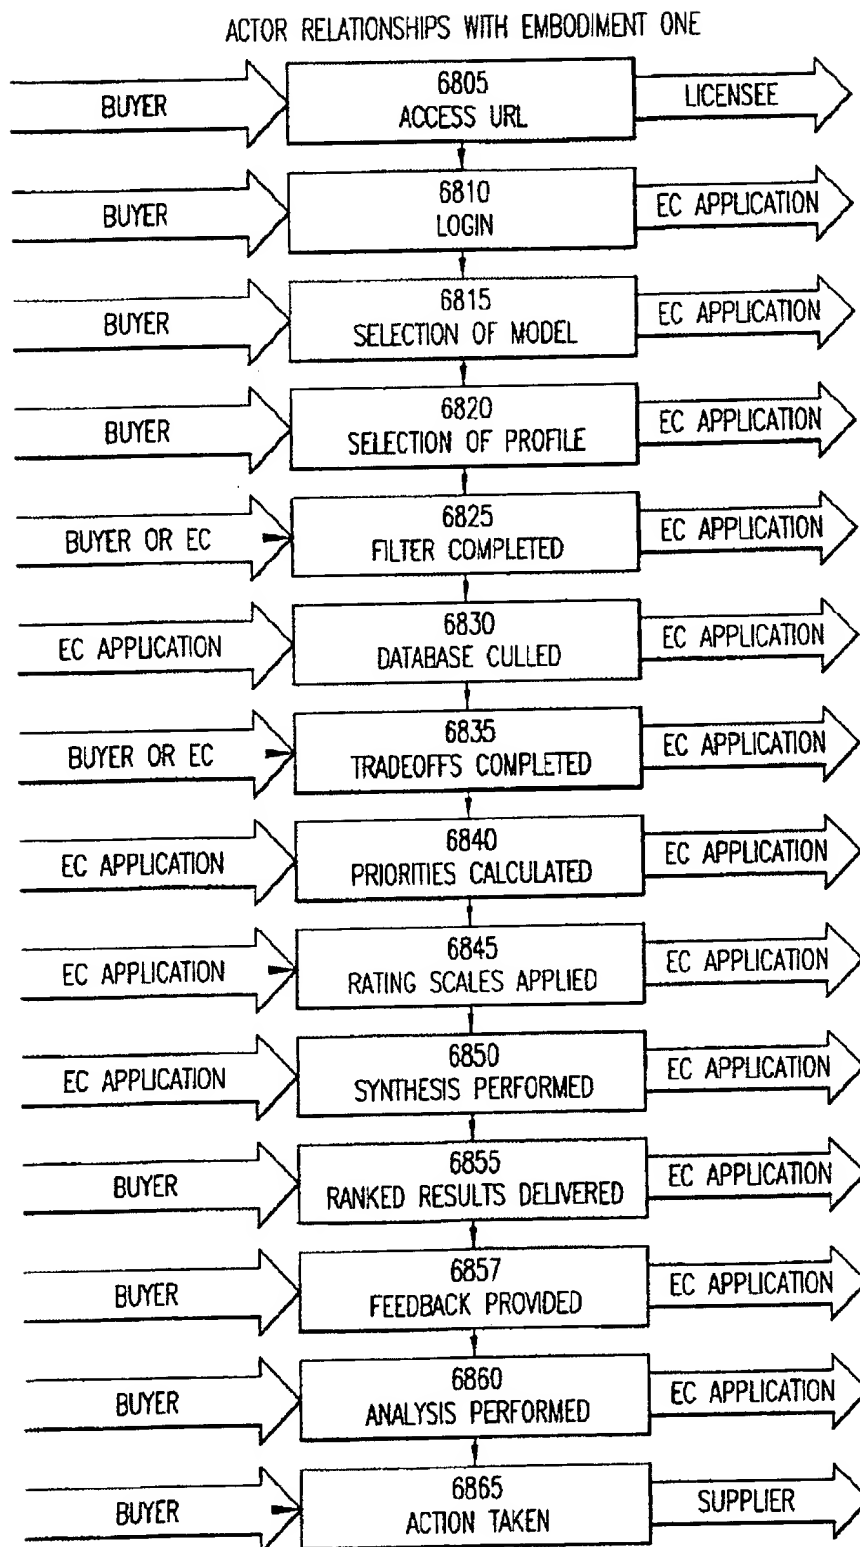 ACTOR RELATIONSHIPS WITH EMBODIMENT ONE
BUYER
6805
ACCESS URL
LICENSEE
BUYER
6810
LOGIN
EC APPLICATION
BUYER
6815
SELECTION OF MODEL
EC APPLICATION
BUYER
6820
SELECTION OF PROFILE
EC APPLICATION
BUYER OR EC
6825
FILTER COMPLETED
EC APPLICATION
EC APPLICATION
6830
DATABASE CULLED
EC APPLICATION
BUYER OR EC
6835
TRADEOFFS COMPLETED
EC APPLICATION
EC APPLICATION
6840
PRIORITIES CALCULATED
EC APPLICATION
EC APPLICATION
6845
RATING SCALES APPLIED
EC APPLICATION
EC APPLICATION
6850
SYNTHESIS PERFORMED
EC APPLICATION
BUYER
6855
RANKED RESULTS DELIVERED
EC APPLICATION
BUYER
6857
FEEDBACK PROVIDED
EC APPLICATION
BUYER
6860
ANALYSIS PERFORMED
EC APPLICATION
BUYER
6865
ACTION TAKEN
SUPPLIER